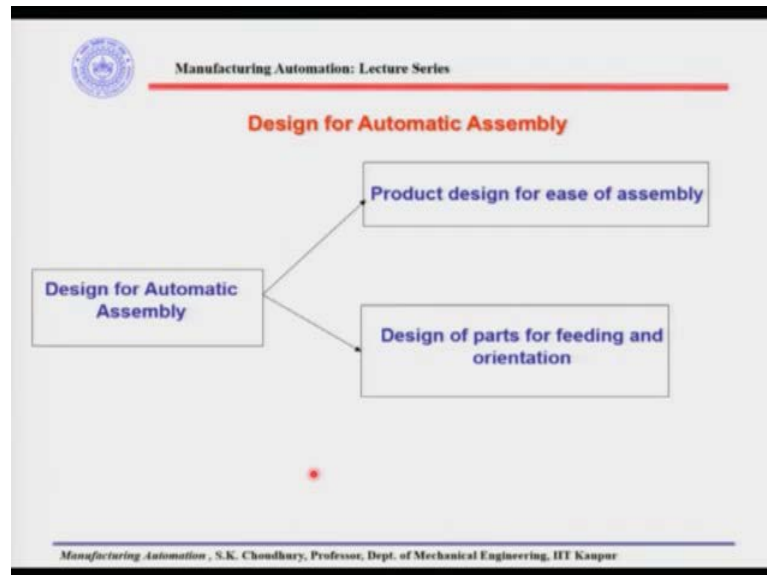 Manufacturing Automation: Lecture Series
Design for Automatic Assembly
Product design for ease of assembly
Design for Automatic
Assembly
Design of parts for feeding and
orientation
Manufacturing Automation , S.K. Choudhury, Professor, Dept. of Mechanical Engineering, IIT Kanpur